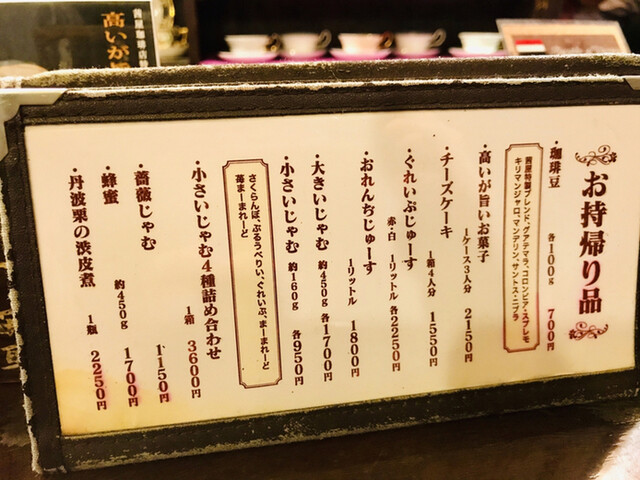 お持帰り品
・珈琲豆 各100g 700円
茜屋特製ブレンド、グアテマラ、コロンビア・スプレモ
キリマンジャロ、マンデリン、サントス・ニブラ
・高いが旨いお菓子 1ケース3人分 2150円
・チーズケーキ 1箱4人分 1550円
・ぐれいぷじゅーす 赤・白 1リットル 各2250円
・おれんぢじゅーす 1リットル 1800円
・大きいじゃむ 約450g 各1700円
・小さいじゃむ 約160g 各950円
さくらんぼ、ぶるうべりい、ぐれいぷ、まーまれーど
苺まーまれーど
・小さいじゃむ4種詰め合わせ 1箱 3600円
・薔薇じゃむ 1150円
・蜂蜜 約450g 1700円
・丹波栗の渋皮煮 1瓶 2250円
高いが